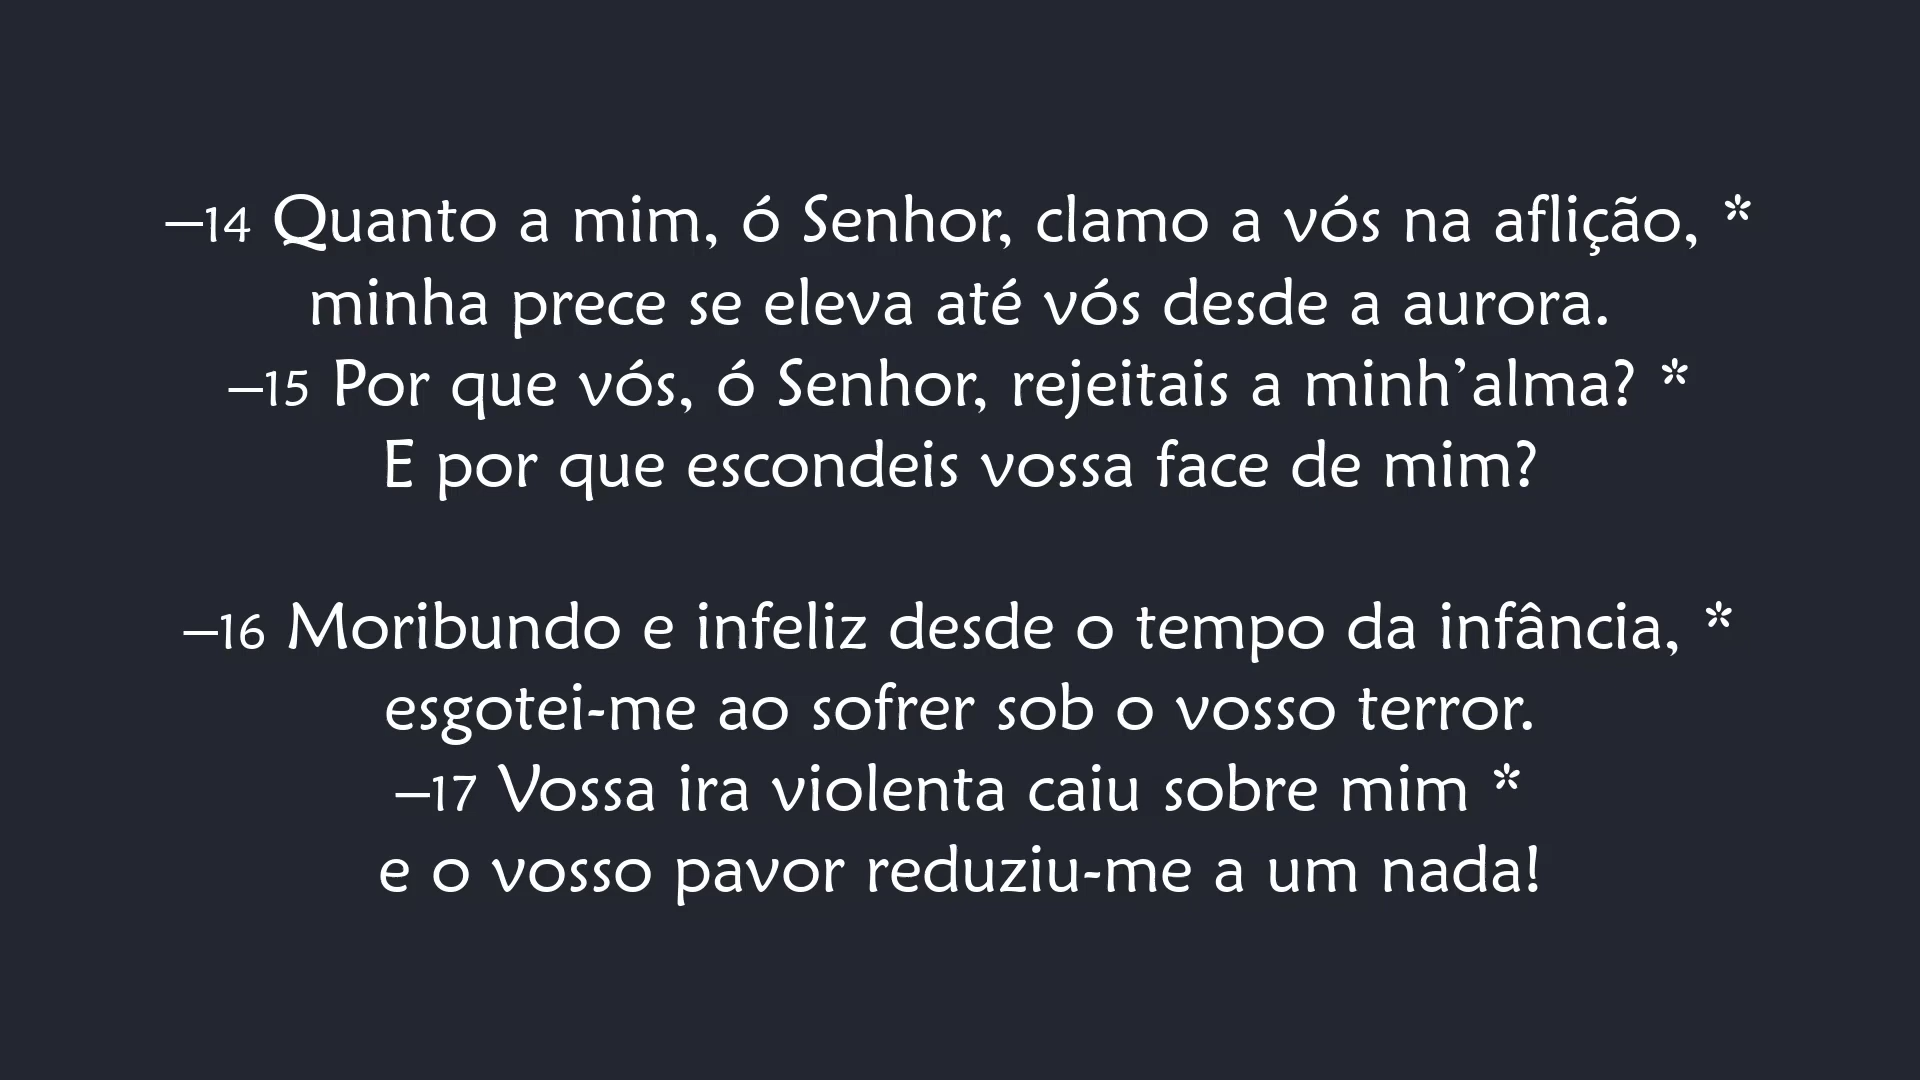 –14 Quanto a mim, ó Senhor, clamo a vós na aflição, *
minha prece se eleva até vós desde a aurora.
–15 Por que vós, ó Senhor, rejeitais a minh’alma? *
E por que escondeis vossa face de mim?
–16 Moribundo e infeliz desde o tempo da infância, *
esgotei-me ao sofrer sob o vosso terror.
–17 Vossa ira violenta caiu sobre mim *
e o vosso pavor reduziu-me a um nada!